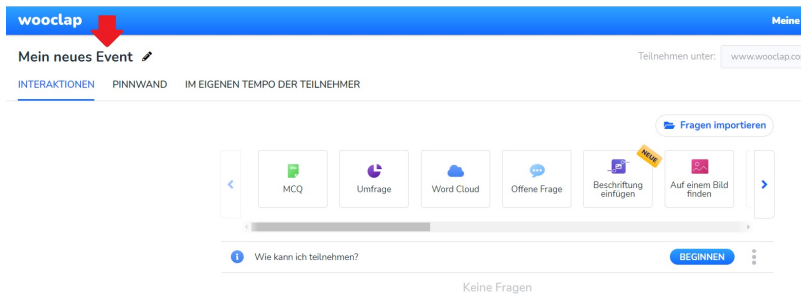 wooclap
Meine
Mein neues Event
Teilnehmen unter: www.wooclap.co
INTERAKTIONEN PINNWAND IM EIGENEN TEMPO DER TEILNEHMER
Fragen importieren
NEUE
MCQ
Umfrage
Word Cloud
Offene Frage
Beschriftung
einfügen
Auf einem Bild
finden
Wie kann ich teilnehmen?
BEGINNEN
Keine Fragen